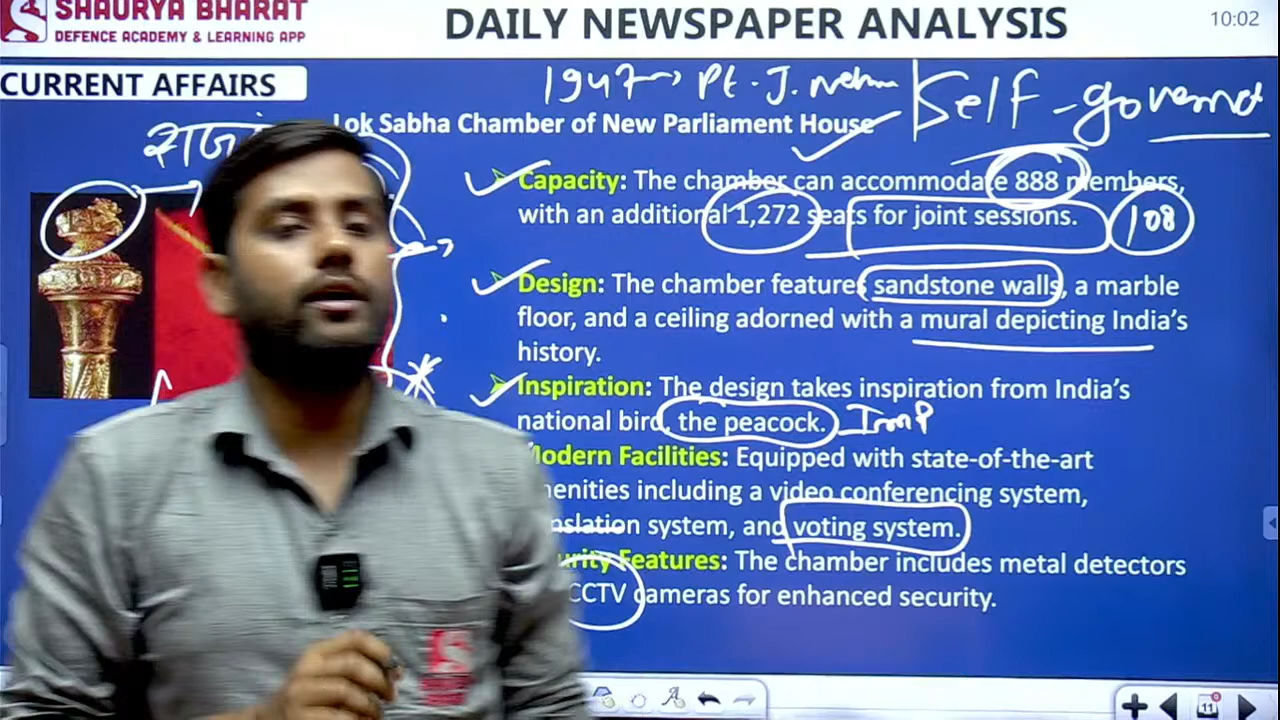 SHAURYA BHARAT
DEFENCE ACADEMY & LEARNING APP
DAILY NEWSPAPER ANALYSIS
10:02
CURRENT AFFAIRS
1947 → Pt. J. Nehru
Self-governat
Lok Sabha Chamber of New Parliament House
Capacity: The chamber can accommodate 888 members,
with an additional 1,272 seats for joint sessions.
108
Design: The chamber features sandstone walls, a marble
floor, and a ceiling adorned with a mural depicting India's
history.
Inspiration: The design takes inspiration from India's
national bird, the peacock.
Imp
Modern Facilities: Equipped with state-of-the-art
menities including a video conferencing system,
nslation system, and voting system.
urity Features: The chamber includes metal detectors
CCTV cameras for enhanced security.
11